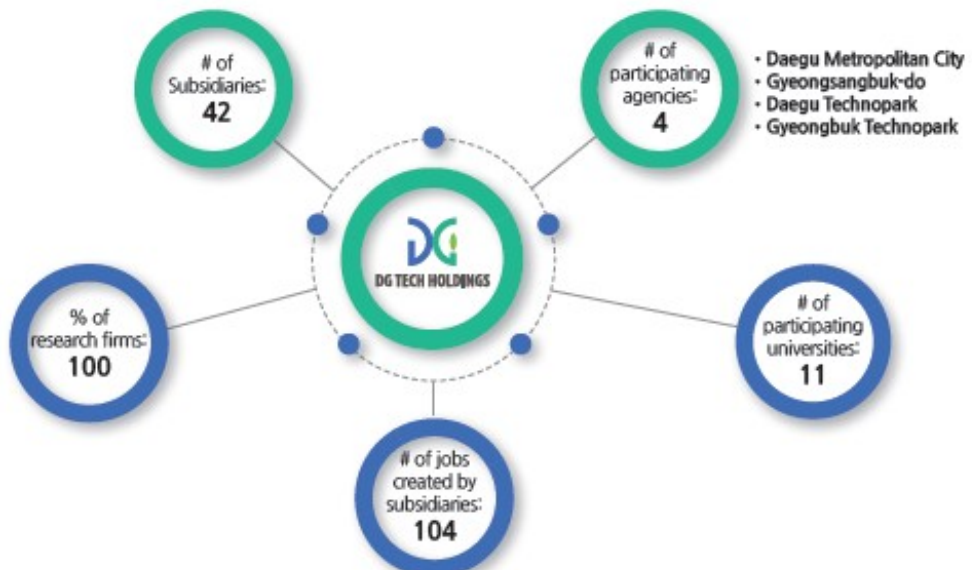 # of
Subsidiaries:
42
# of
participating
agencies:
4
• Daegu Metropolitan City
• Gyeongsangbuk-do
• Daegu Technopark
• Gyeongbuk Technopark
DG
DG TECH HOLDINGS
% of
research firms:
100
# of
participating
universities:
11
# of jobs
created by
subsidiaries:
104